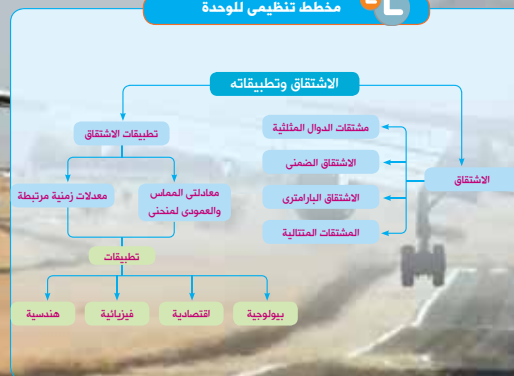 مخطط تنظيمى للوحدة
الاشتقاق وتطبيقاته
الاشتقاق
مشتقات الدوال المثلثية
الاشتقاق الضمنى
الاشتقاق البارامترى
المشتقات المتتالية
تطبيقات الاشتقاق
معادلتى المماس
والعمودى لمنحنى
معدلات زمنية مرتبطة
تطبيقات
بيولوجية
اقتصادية
فيزيائية
هندسية